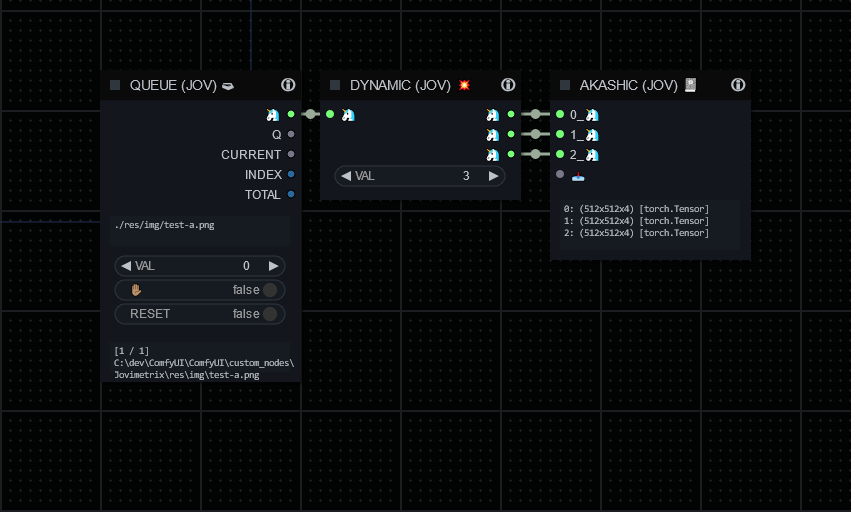 QUEUE (JOV)
DYNAMIC (JOV)
AKASHIC (JOV)
Q
CURRENT
INDEX
TOTAL
./res/img/test-a.png
VAL 0
false
RESET false
[1 / 1]
C:\dev\ComfyUI\ComfyUI\custom_nodes\
Jovimetrix\res\img\test-a.png
VAL 3
0_
1_
2_
0: (512x512x4) [torch.Tensor]
1: (512x512x4) [torch.Tensor]
2: (512x512x4) [torch.Tensor]